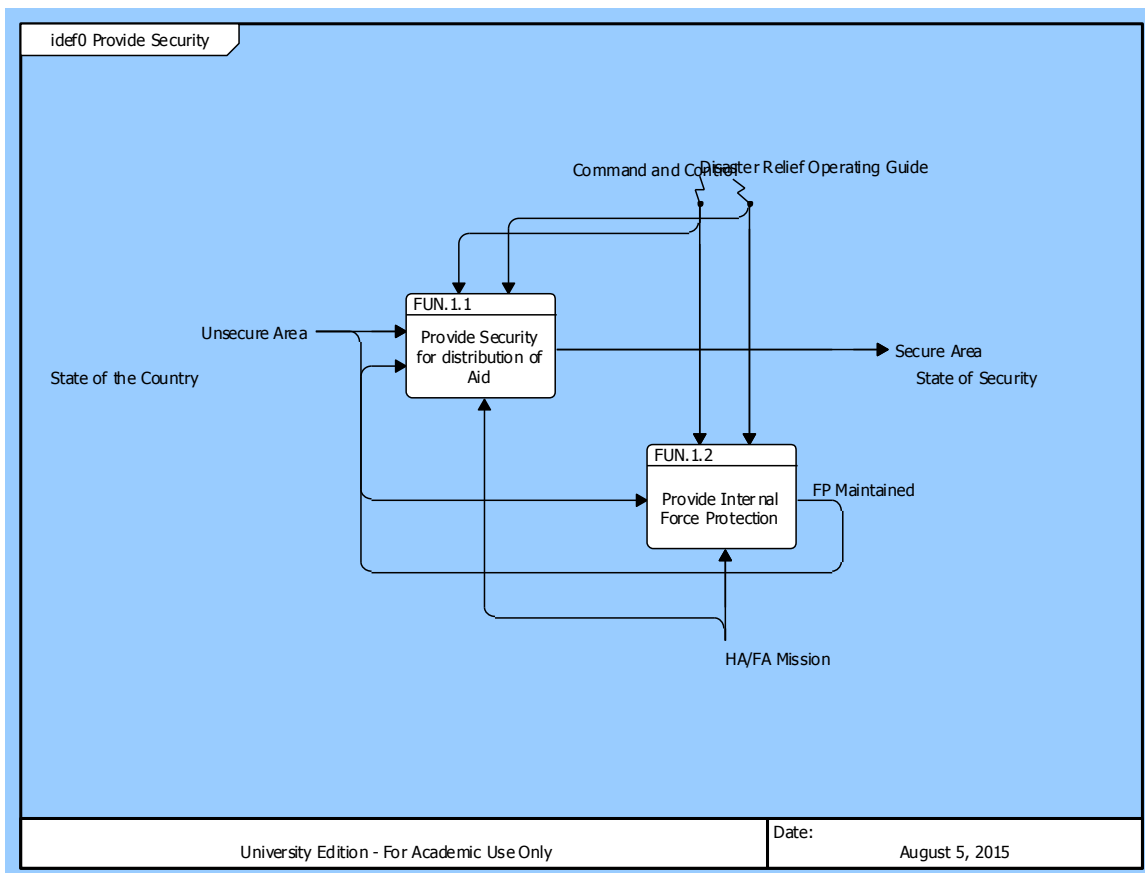 idef0 Provide Security
Command and Control
Disaster Relief Operating Guide
FUN.1.1
Provide Security
for distribution of
Aid
Unsecure Area
Secure Area
State of the Country
State of Security
FUN.1.2
Provide Internal
Force Protection
FP Maintained
HA/FA Mission
University Edition - For Academic Use Only
Date:
August 5, 2015